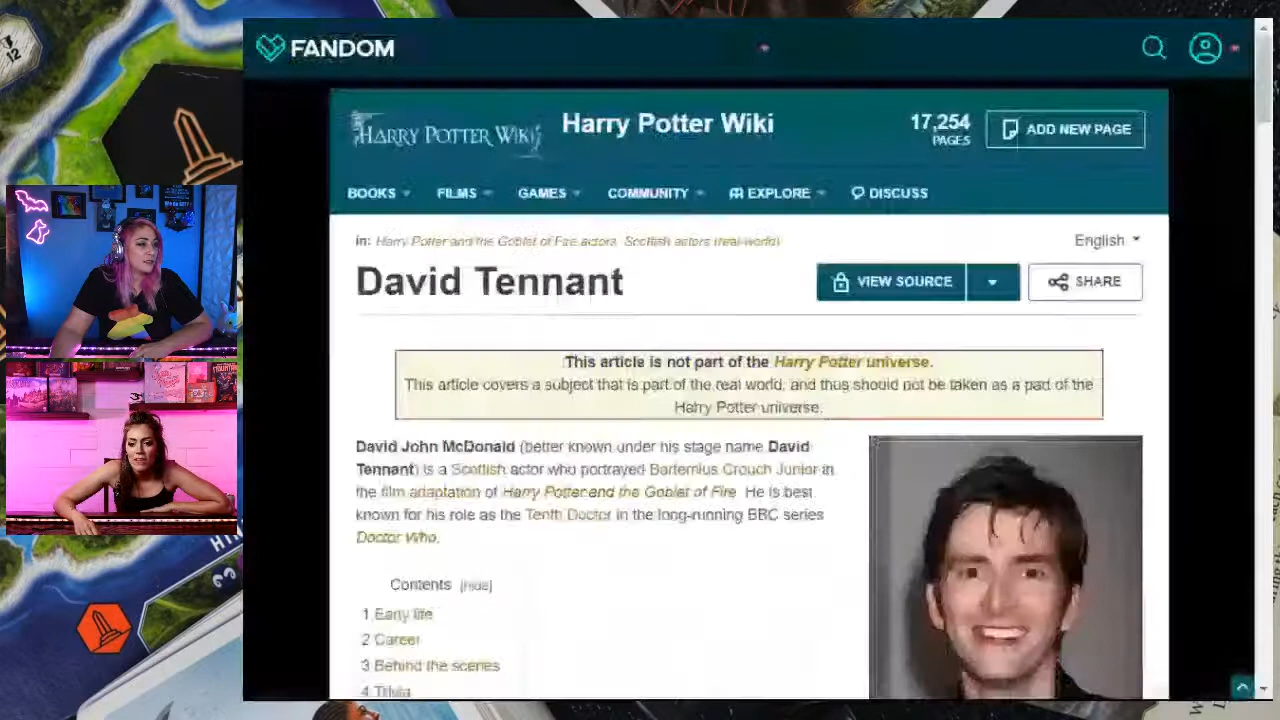 FANDOM
HARRY POTTER WIKI
Harry Potter Wiki
17,254
PAGES
ADD NEW PAGE
BOOKS
FILMS
GAMES
COMMUNITY
EXPLORE
DISCUSS
in: Harry Potter and the Goblet of Fire actors, Scottish actors (real-world)
English
David Tennant
VIEW SOURCE
SHARE
This article is not part of the Harry Potter universe.
This article covers a subject that is part of the real world, and thus should not be taken as a part of the
Harry Potter universe.
David John McDonald (better known under his stage name David
Tennant) is a Scottish actor who portrayed Bartemius Crouch Junior in
the film adaptation of Harry Potter and the Goblet of Fire. He is best
known for his role as the Tenth Doctor in the long-running BBC series
Doctor Who.
Contents [hide]
1 Early life
2 Career
3 Behind the scenes
4 Trivia
12